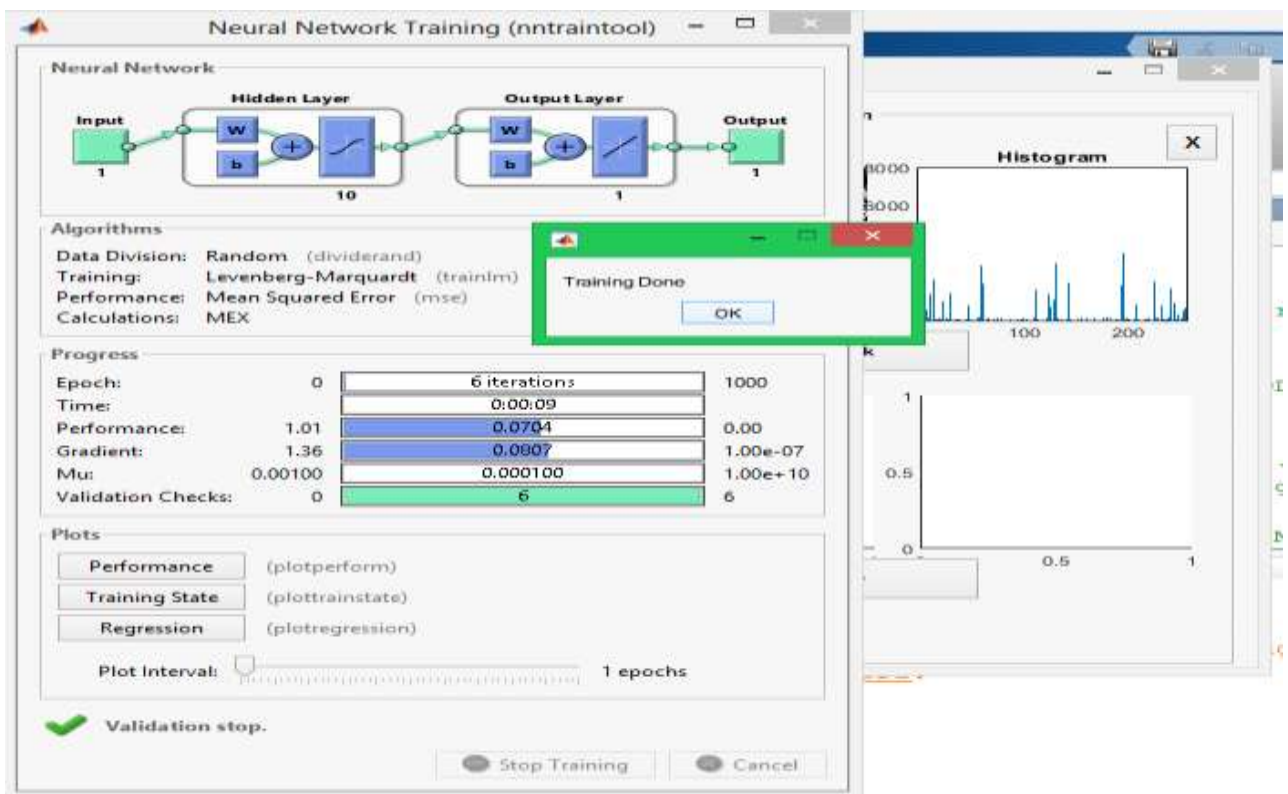 Neural Network Training (nntraintool)
Neural Network
Hidden Layer
Output Layer
Input
Output
W
b
W
b
1
10
1
1
Algorithms
Data Division: Random (dividerand)
Training: Levenberg-Marquardt (trainlm)
Performance: Mean Squared Error (mse)
Calculations: MEX
Training Done
OK
Progress
Epoch: 0 6 iterations 1000
Time: 0:00:09
Performance: 1.01 0.0704 0.00
Gradient: 1.36 0.0807 1.00e-07
Mu: 0.00100 0.000100 1.00e+10
Validation Checks: 0 6 6
Plots
Performance (plotperform)
Training State (plottrainstate)
Regression (plotregression)
Plot Interval: 1 epochs
Validation stop.
Stop Training Cancel
n
Histogram
X
000
000
100 200
k
1
0.5
0
0.5 1